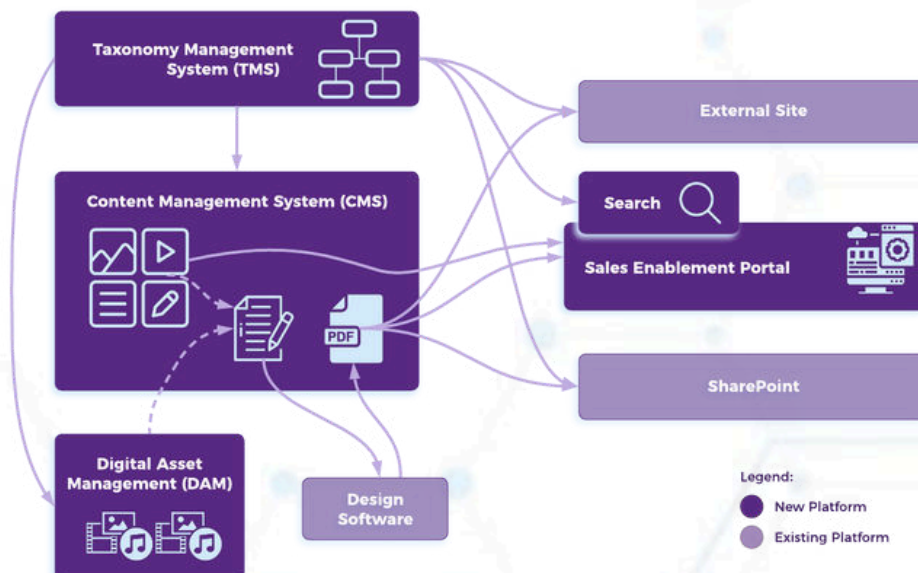 Taxonomy Management
System (TMS)
External Site
Content Management System (CMS)
Search
Sales Enablement Portal
PDF
SharePoint
Digital Asset
Management (DAM)
Design
Software
Legend:
New Platform
Existing Platform